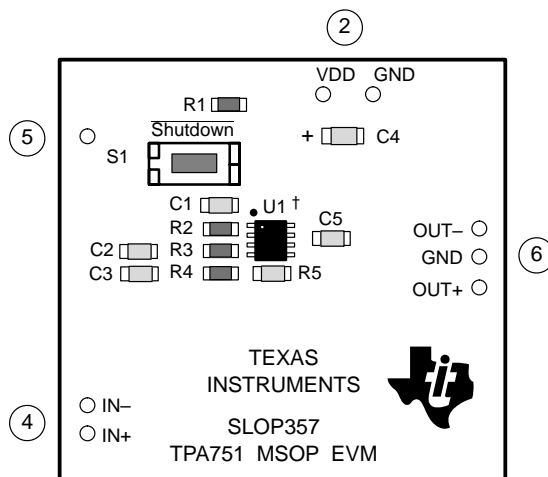 2
VDD GND
R1
Shutdown
5
S1
+ C4
C1
U1 †
R2
C5
OUT–
C2
R3
GND
6
C3
R4
R5
OUT+
TEXAS
INSTRUMENTS
IN–
4
SLOP357
IN+
TPA751 MSOP EVM